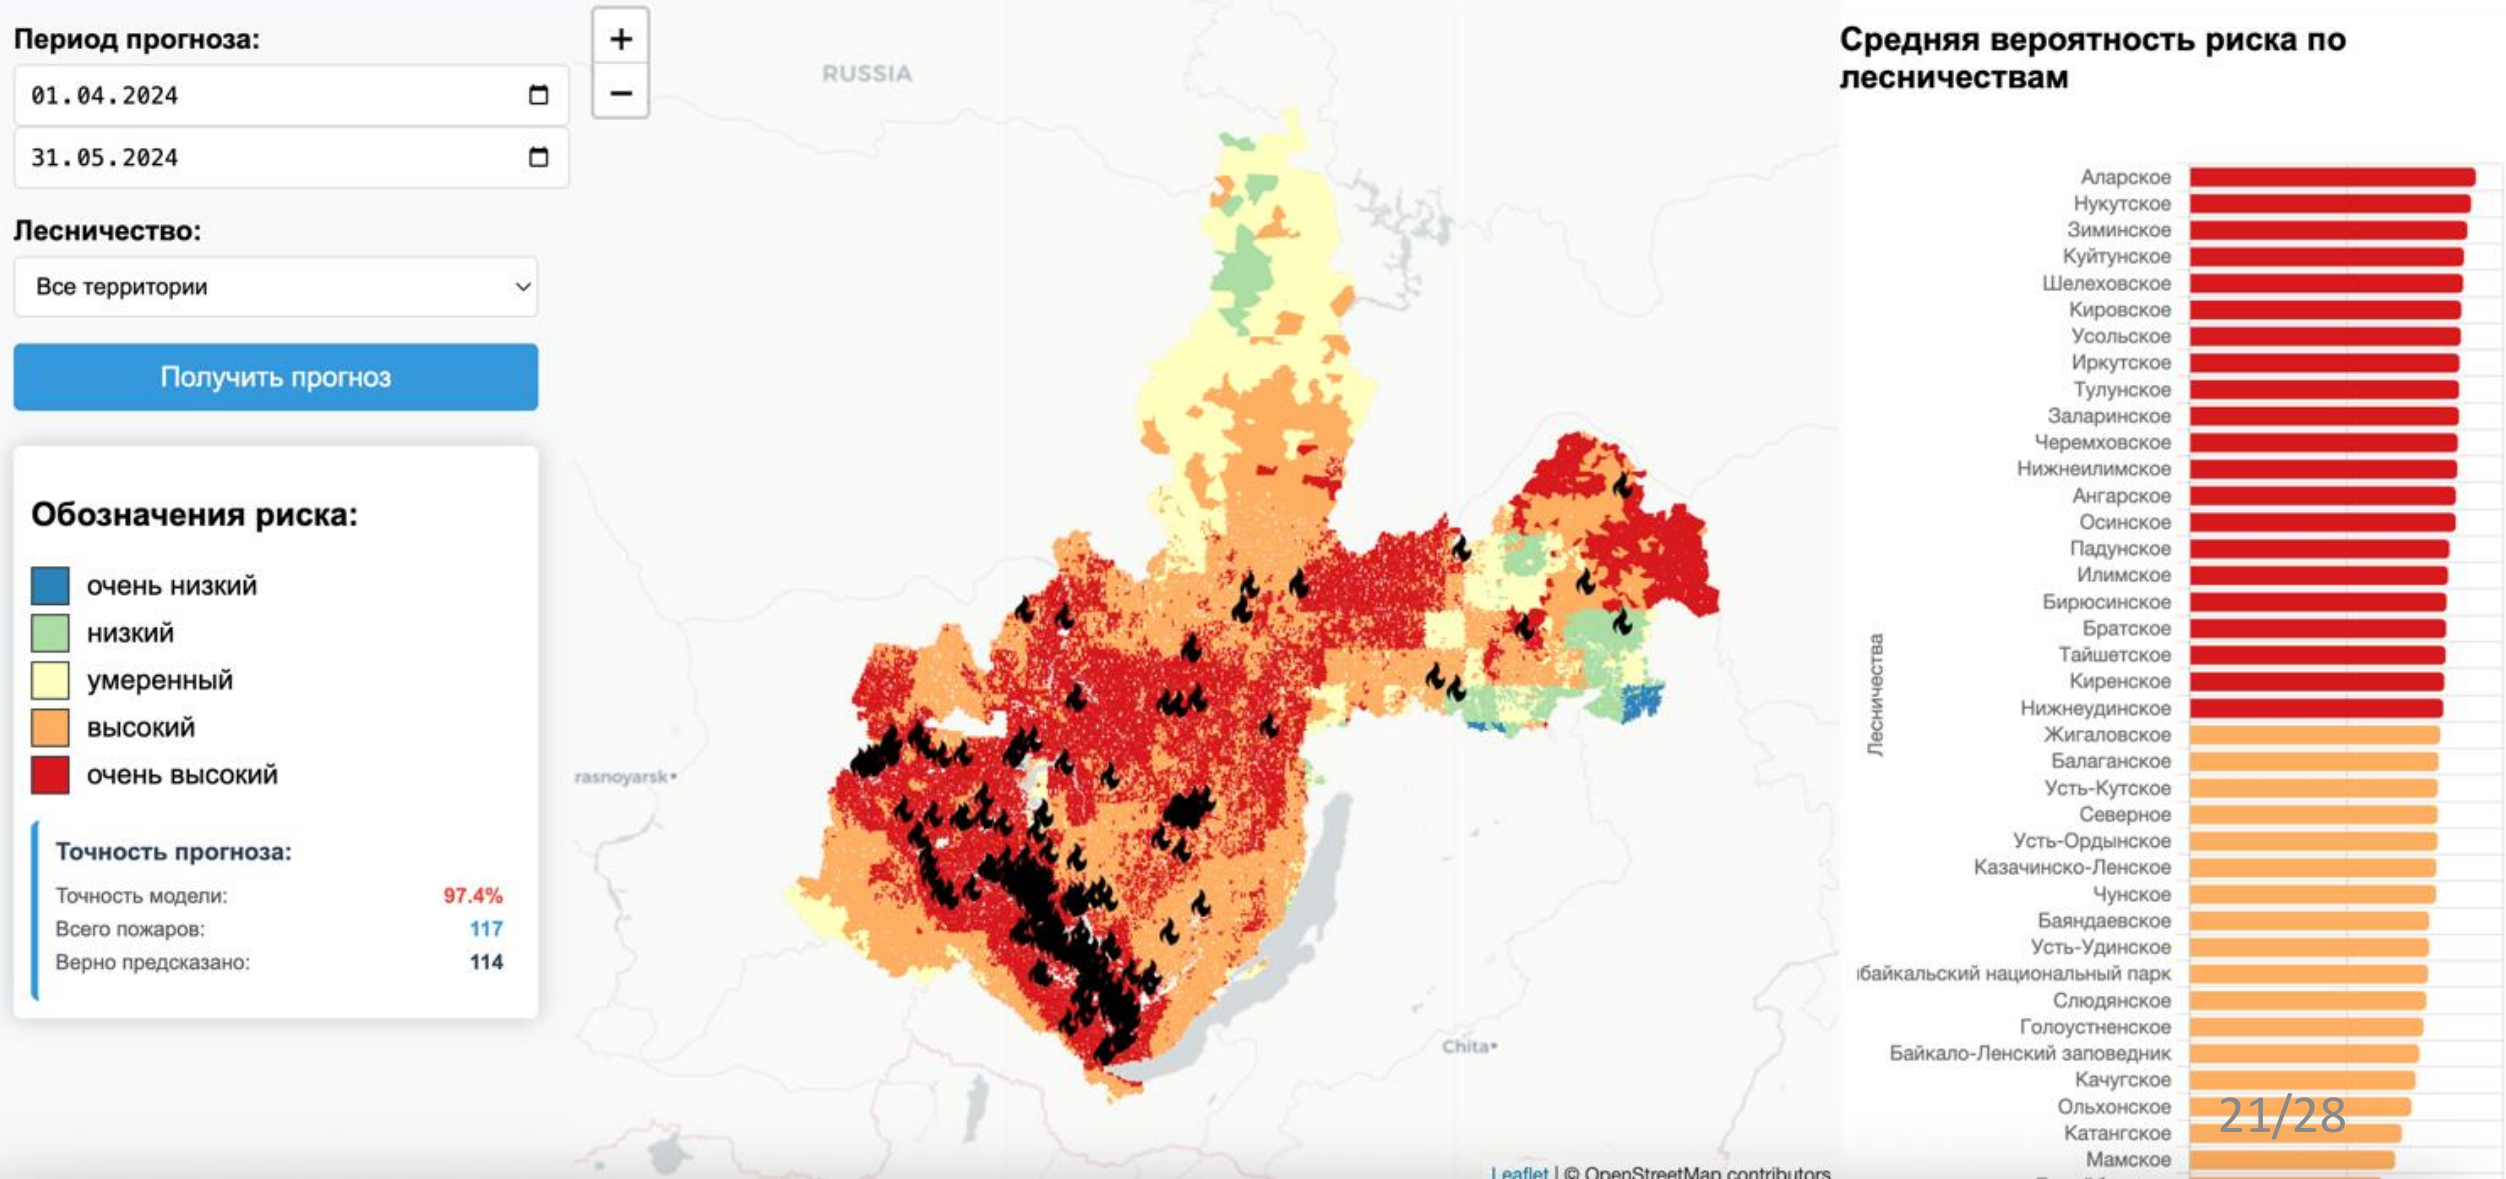 Период прогноза:
01.04.2024
31.05.2024
Лесничество:
Все территории
Получить прогноз
Обозначения риска:
очень низкий
низкий
умеренный
высокий
очень высокий
Точность прогноза:
Точность модели: 97.4%
Всего пожаров: 117
Верно предсказано: 114
+
−
RUSSIA
rasnoyarsk
Chita
Leaflet | © OpenStreetMap contributors
Средняя вероятность риска по
лесничествам
Лесничества
Аларское
Нукутское
Зиминское
Куйтунское
Шелеховское
Кировское
Усольское
Иркутское
Тулунское
Заларинское
Черемховское
Нижнеилимское
Ангарское
Осинское
Падунское
Илимское
Бирюсинское
Братское
Тайшетское
Киренское
Нижнеудинское
Жигаловское
Балаганское
Усть-Кутское
Северное
Усть-Ордынское
Казачинско-Ленское
Чунское
Баяндаевское
Усть-Удинское
ıбайкальский национальный парк
Слюдянское
Голоустненское
Байкало-Ленский заповедник
Качугское
Ольхонское
Катангское
Мамское
21/28